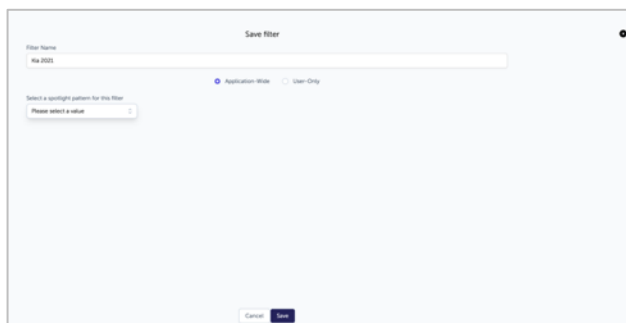 Save filter
Filter Name
Kia 2021
Application-Wide
User-Only
Select a spotlight pattern for this filter
Please select a value
Cancel
Save